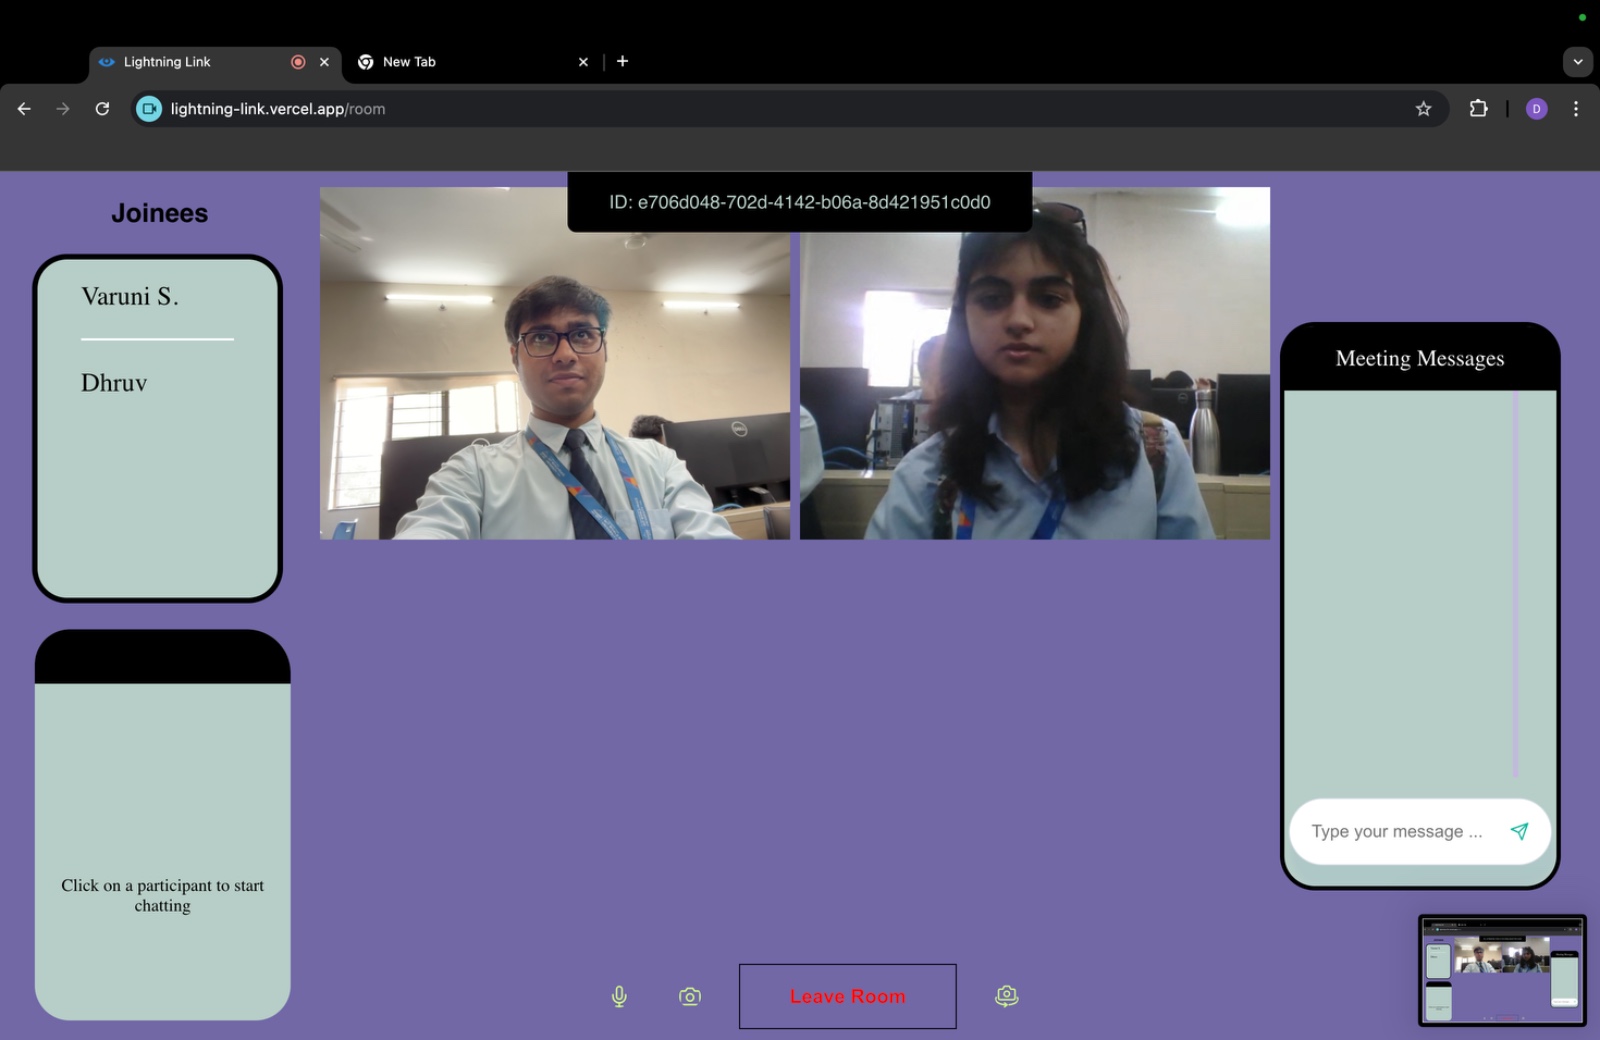 Lightning Link
New Tab
lightning-link.vercel.app/room
D
ID: e706d048-702d-4142-b06a-8d421951c0d0
Joinees
Varuni S.
Dhruv
DELL
Meeting Messages
Type your message ...
Click on a participant to start
chatting
Leave Room